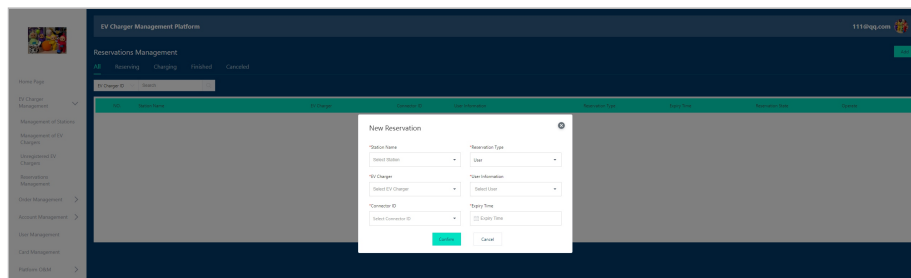 EV Charger Management Platform
111@qq.com
Reservations Management
Add
All Reserving Charging Finished Canceled
EV Charger ID Search
Home Page
EV Charger Management
Management of Stations
Management of EV Chargers
Unregistered EV Chargers
Reservations Management
Order Management
Account Management
User Management
Card Management
Platform O&M
NO Station Name EV Charger Connector ID User Information Reservation Type Expiry Time Reservation State Operate
New Reservation
*Station Name *Reservation Type
Select Station User
*EV Charger *User Information
Select EV Charger Select User
*Connector ID *Expiry Time
Select Connector ID Expiry Time
Confirm Cancel